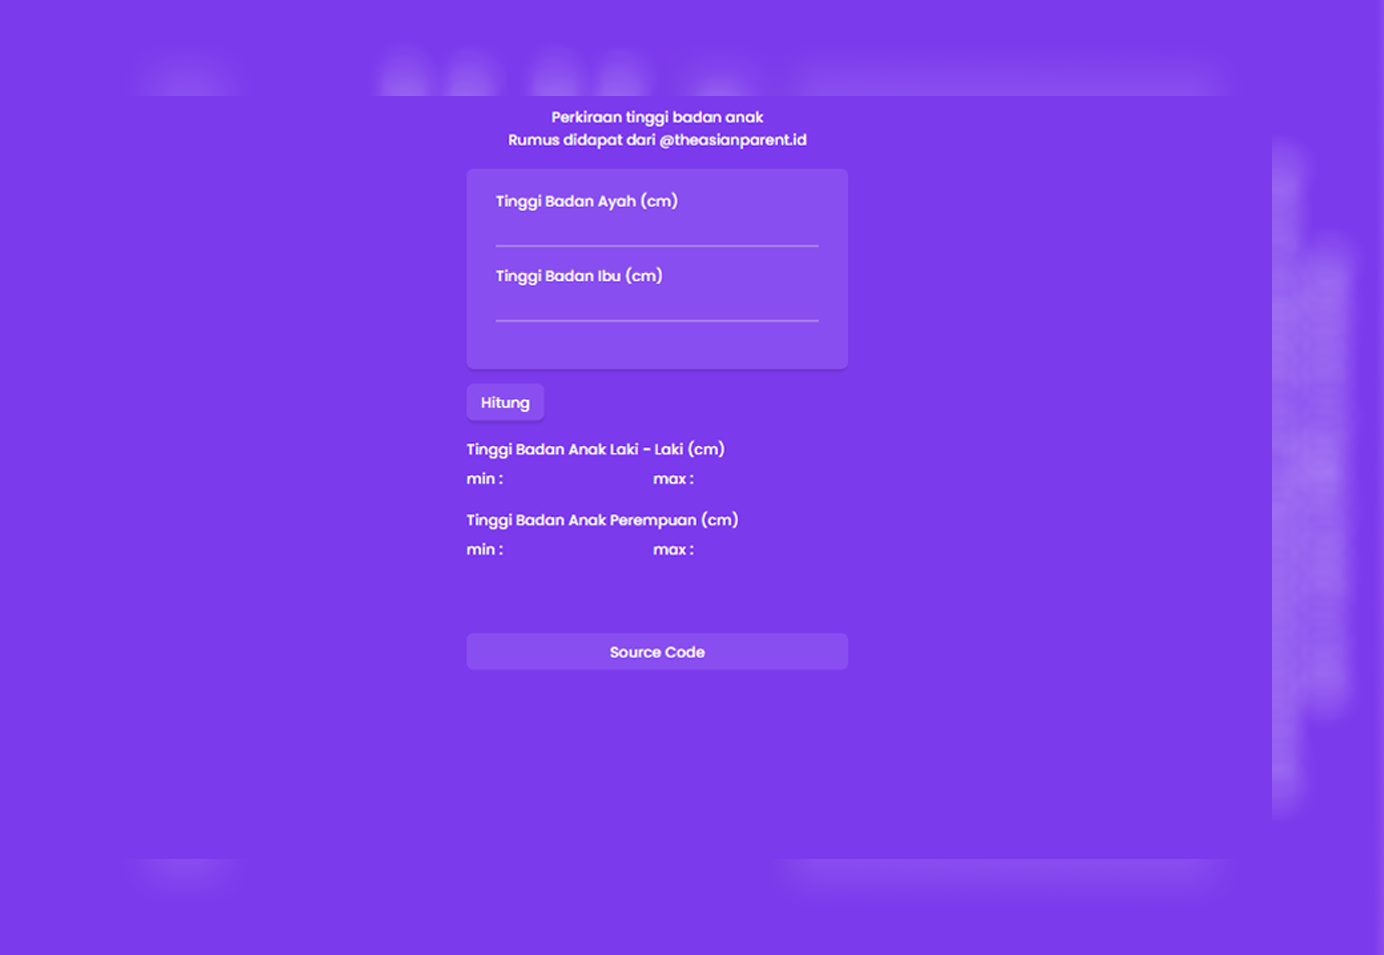 Perkiraan tinggi badan anak
Rumus didapat dari @theasianparent.id
Tinggi Badan Ayah (cm)
Tinggi Badan Ibu (cm)
Hitung
Tinggi Badan Anak Laki - Laki (cm)
min : max :
Tinggi Badan Anak Perempuan (cm)
min : max :
Source Code